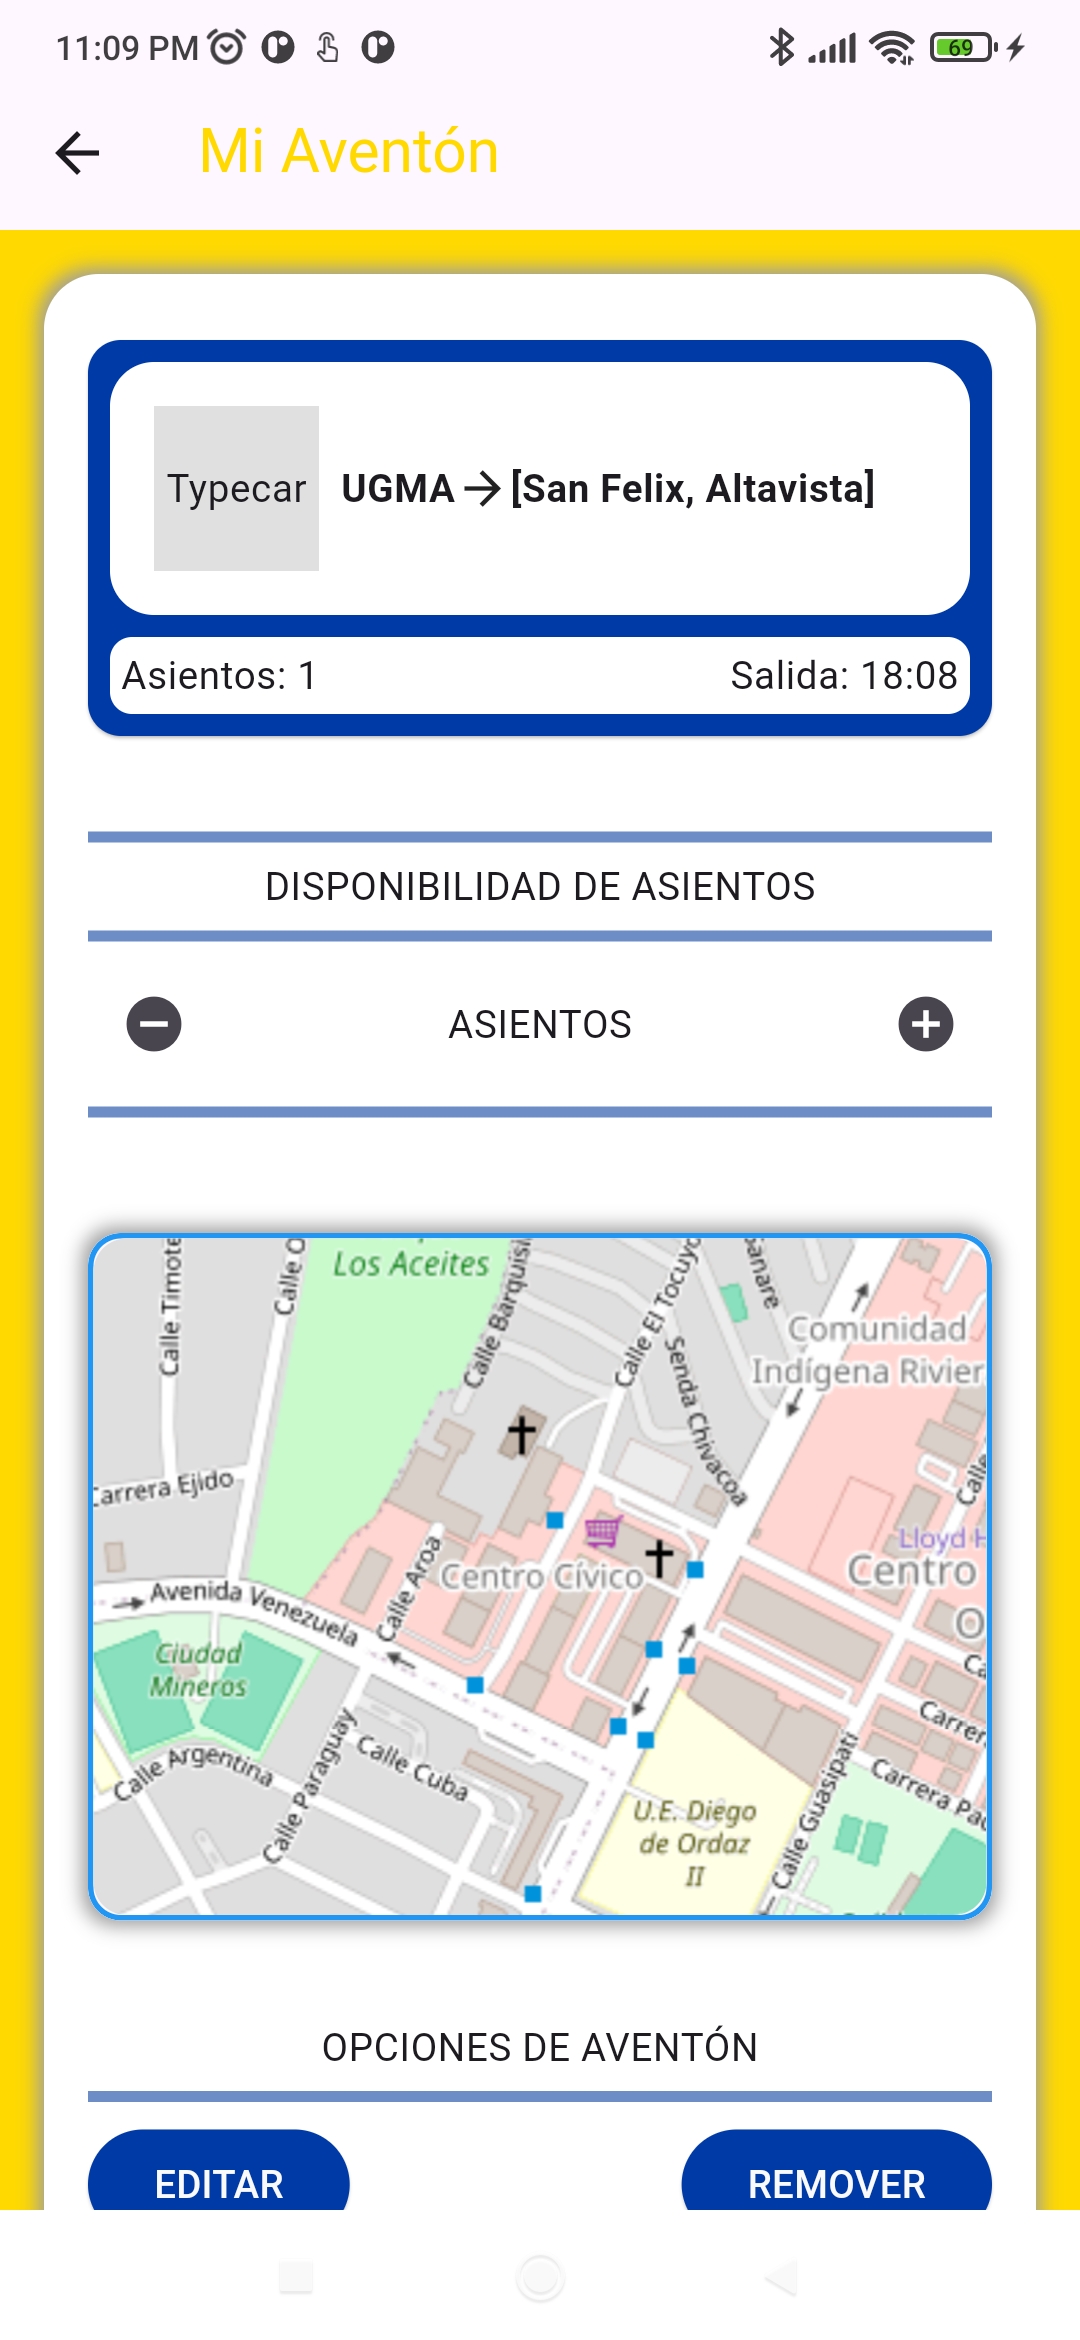 11:09 PM
69
Mi Aventón
Typecar
UGMA → [San Felix, Altavista]
Asientos: 1
Salida: 18:08
DISPONIBILIDAD DE ASIENTOS
ASIENTOS
Los Aceites
Calle Timote
Calle O
Calle Barquisi
Calle El Tocuyo
Sanare
Senda Chivacoa
Comunidad
Indígena Rivier
Carrera Ejido
Calle
Lloyd H
Centro
O
Centro Cívico
Calle Aroa
Avenida Venezuela
Ciudad
Mineros
Ca
Carrer
Calle Argentina
Calle Paraguay
Calle Cuba
Carrera Pa
U.E. Diego
de Ordaz
II
Calle Guasipati
OPCIONES DE AVENTÓN
EDITAR
REMOVER